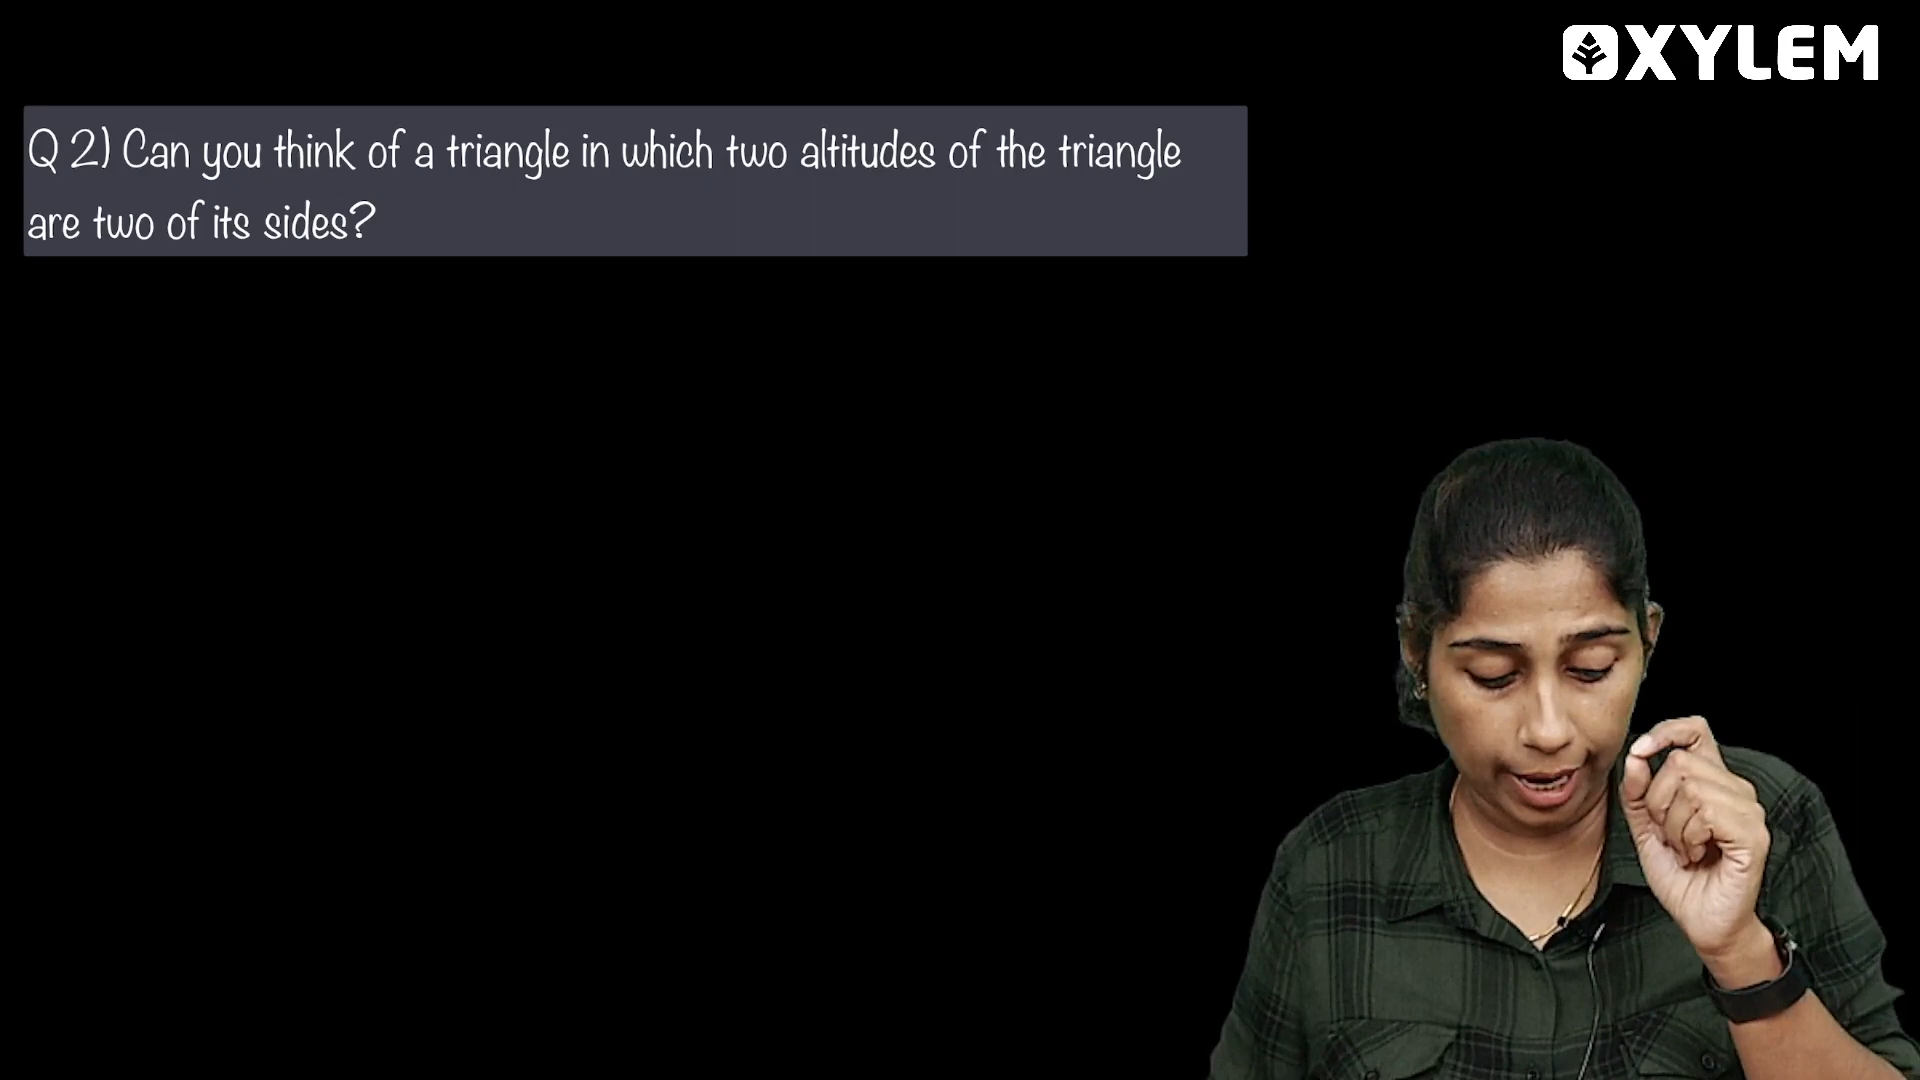 XYLEM
Q 2) Can you think of a triangle in which two altitudes of the triangle
are two of its sides?